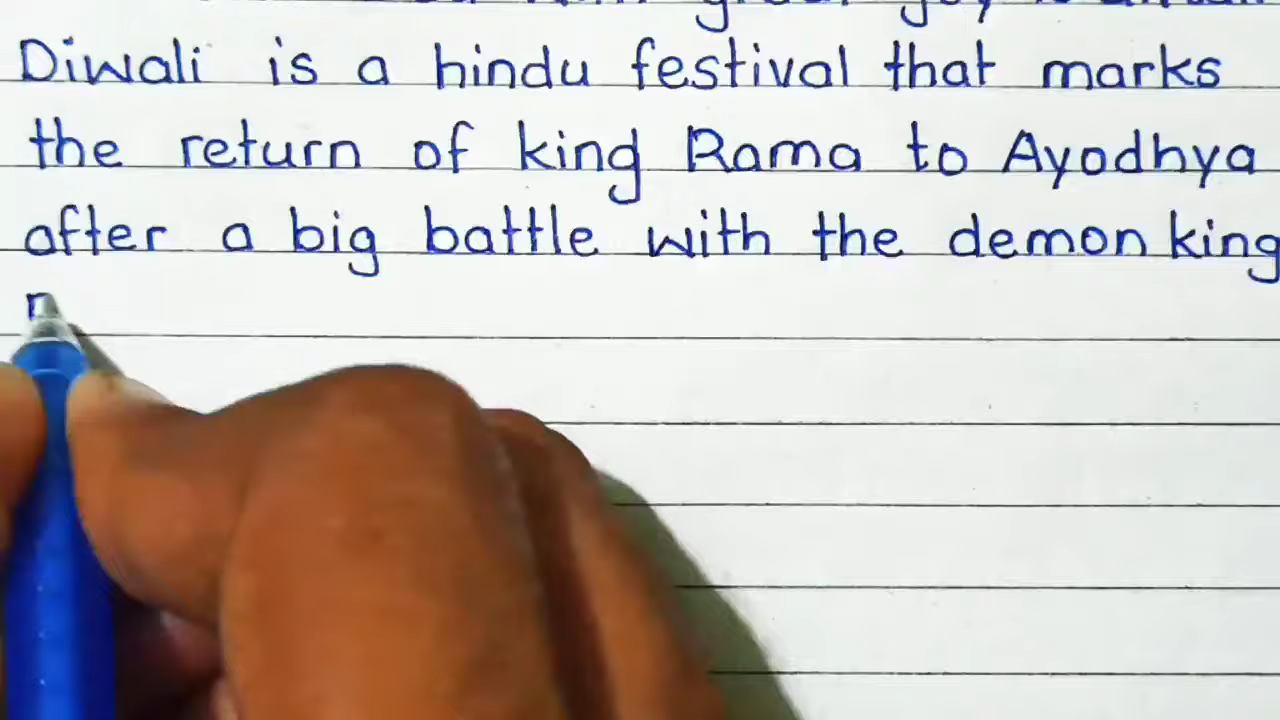 Diwali is a hindu festival that marks
the return of king Rama to Ayodhya
after a big battle with the demon king